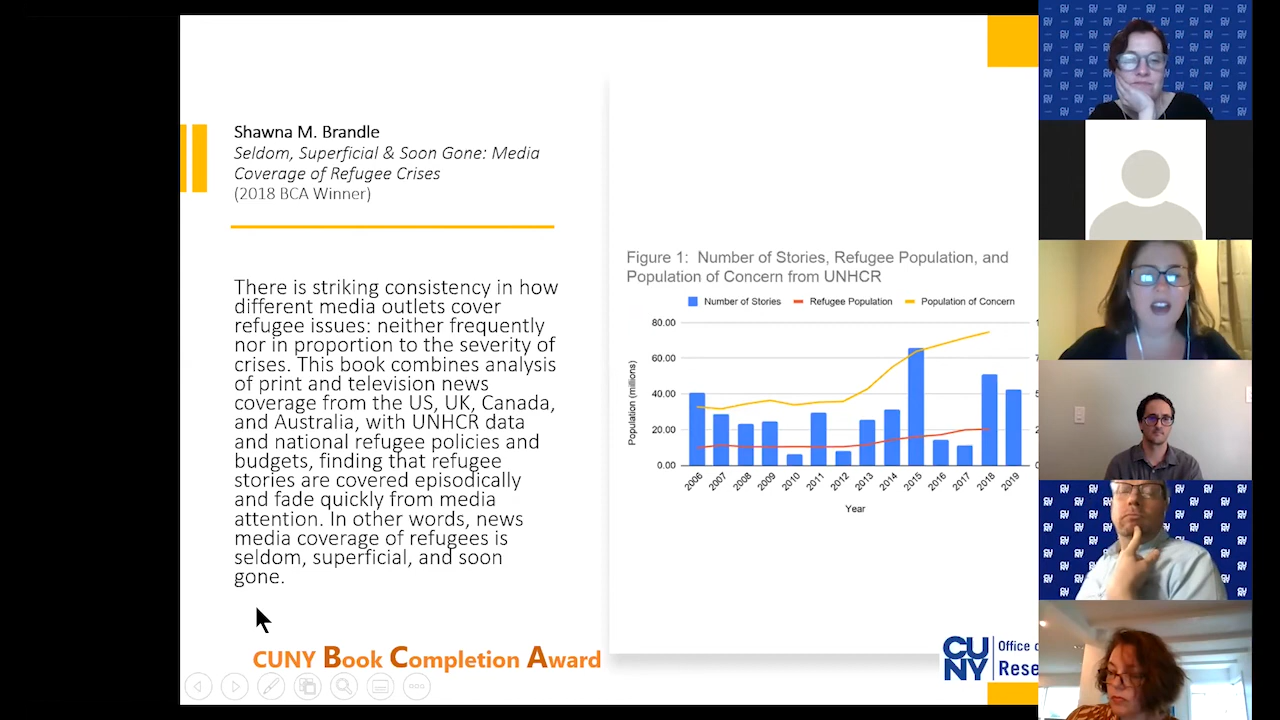 Shawna M. Brandle
Seldom, Superficial & Soon Gone: Media
Coverage of Refugee Crises
(2018 BCA Winner)
There is striking consistency in how
different media outlets cover
refugee issues: neither frequently
nor in proportion to the severity of
crises. This book combines analysis
of print and television news
coverage from the US, UK, Canada,
and Australia, with UNHCR data
and national refugee policies and
budgets, finding that refugee
stories are covered episodically
and fade quickly from media
attention. In other words, news
media coverage of refugees is
seldom, superficial, and soon
gone.
CUNY Book Completion Award
Figure 1: Number of Stories, Refugee Population, and
Population of Concern from UNHCR
Number of Stories
Refugee Population
Population of Concern
80.00
60.00
40.00
20.00
0.00
Population (millions)
2006
2007
2008
2009
2010
2011
2012
2013
2014
2015
2016
2017
2018
2019
Year
CUNY
Office o
Rese